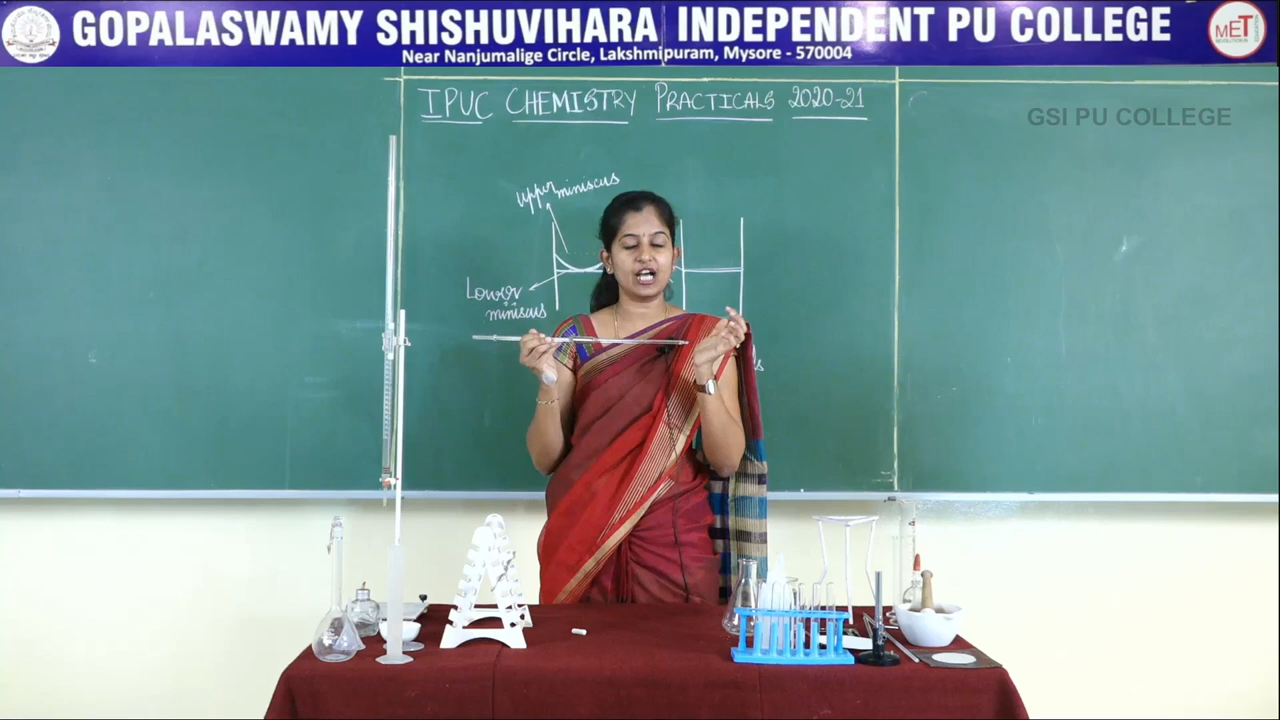 GOPALASWAMY SHISHUVIHARA INDEPENDENT PU COLLEGE
Near Nanjumalige Circle, Lakshmipuram, Mysore - 570004
MET
IPUC CHEMISTRY PRACTICALS 2020-21
GSI PU COLLEGE
Upper miniscus
Lower
miniscus